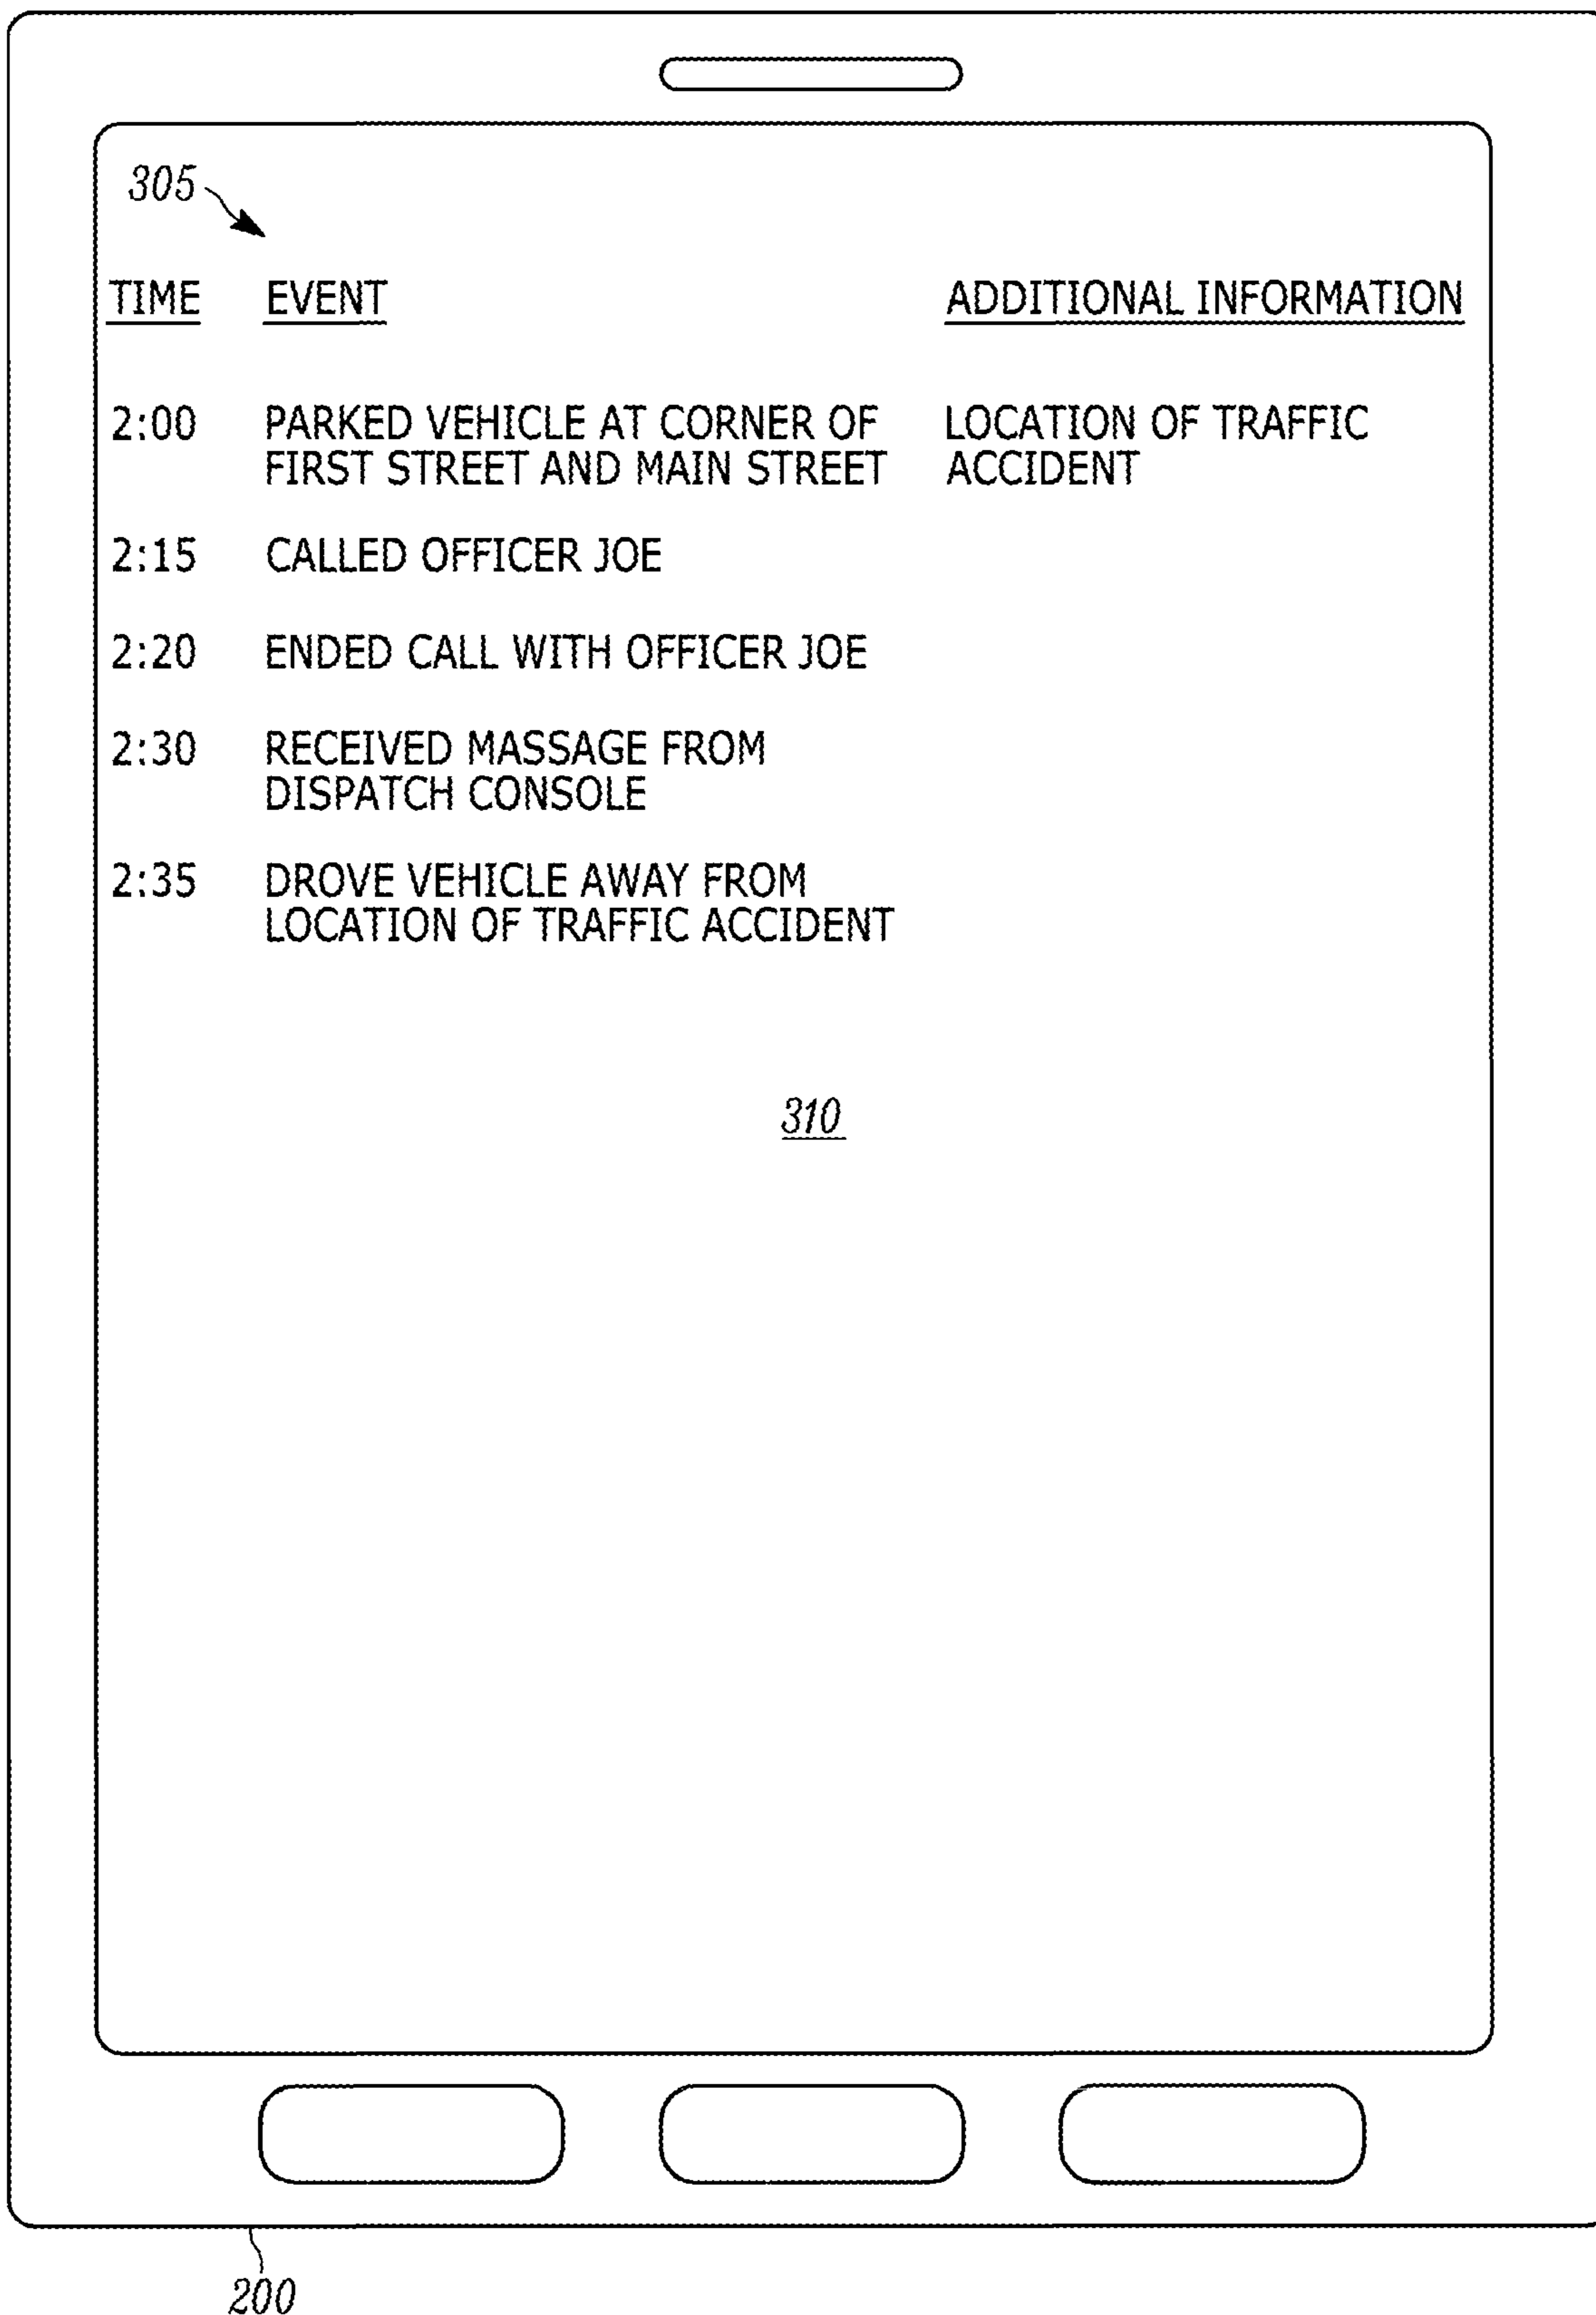 305
TIME EVENT ADDITIONAL INFORMATION
2:00 PARKED VEHICLE AT CORNER OF LOCATION OF TRAFFIC
FIRST STREET AND MAIN STREET ACCIDENT
2:15 CALLED OFFICER JOE
2:20 ENDED CALL WITH OFFICER JOE
2:30 RECEIVED MASSAGE FROM
DISPATCH CONSOLE
2:35 DROVE VEHICLE AWAY FROM
LOCATION OF TRAFFIC ACCIDENT
310
200